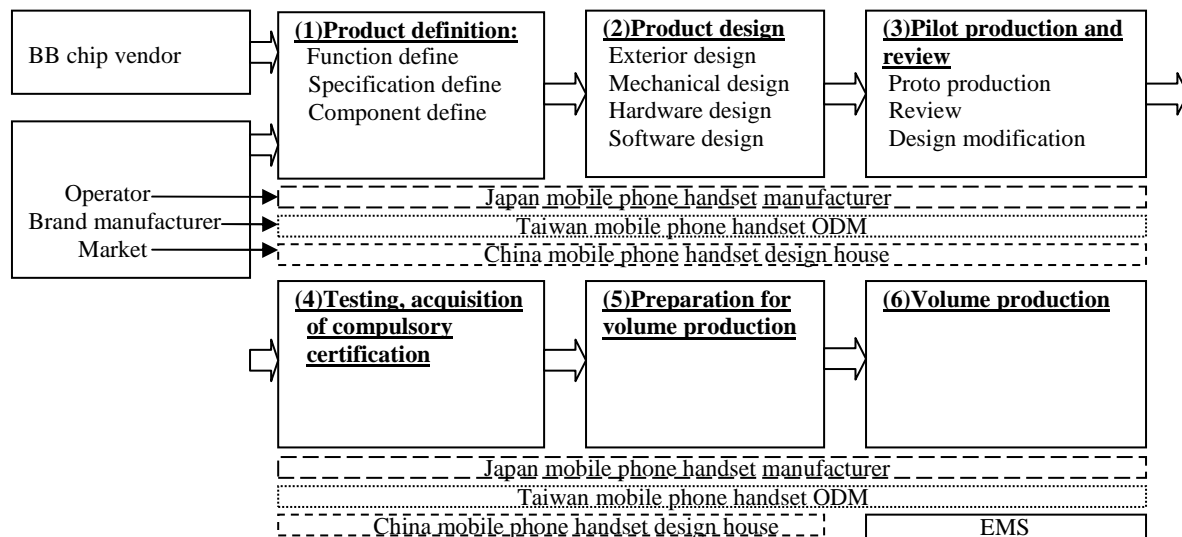 BB chip vendor
Operator
Brand manufacturer
Market
(1)Product definition:
Function define
Specification define
Component define
(2)Product design
Exterior design
Mechanical design
Hardware design
Software design
(3)Pilot production and
review
Proto production
Review
Design modification
Japan mobile phone handset manufacturer
Taiwan mobile phone handset ODM
China mobile phone handset design house
(4)Testing, acquisition
of compulsory
certification
(5)Preparation for
volume production
(6)Volume production
Japan mobile phone handset manufacturer
Taiwan mobile phone handset ODM
China mobile phone handset design house
EMS